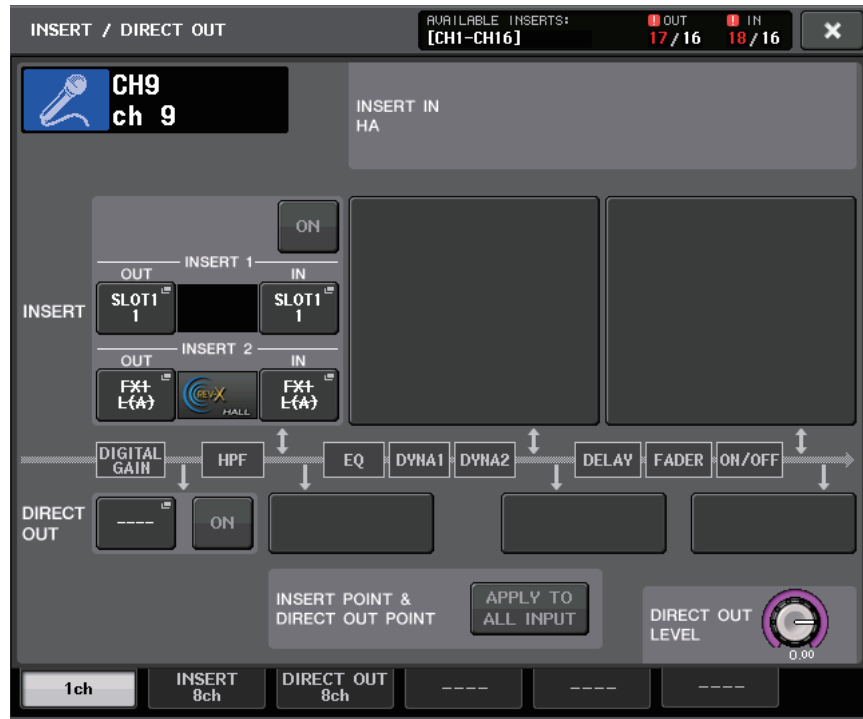 INSERT / DIRECT OUT
AVAILABLE INSERTS:
[CH1-CH16]
! OUT
17/16
! IN
18/16
×
CH9
ch 9
INSERT IN
HA
ON
INSERT 1
OUT
IN
INSERT
SLOT1
1
SLOT1
1
INSERT 2
OUT
IN
FX1
L(A)
REV-X
HALL
FX1
L(A)
DIGITAL
GAIN
HPF
EQ
DYNA1
DYNA2
DELAY
FADER
ON/OFF
DIRECT
OUT
----
ON
INSERT POINT &
DIRECT OUT POINT
APPLY TO
ALL INPUT
DIRECT OUT
LEVEL
0.00
1ch
INSERT
8ch
DIRECT OUT
8ch
----
----
----